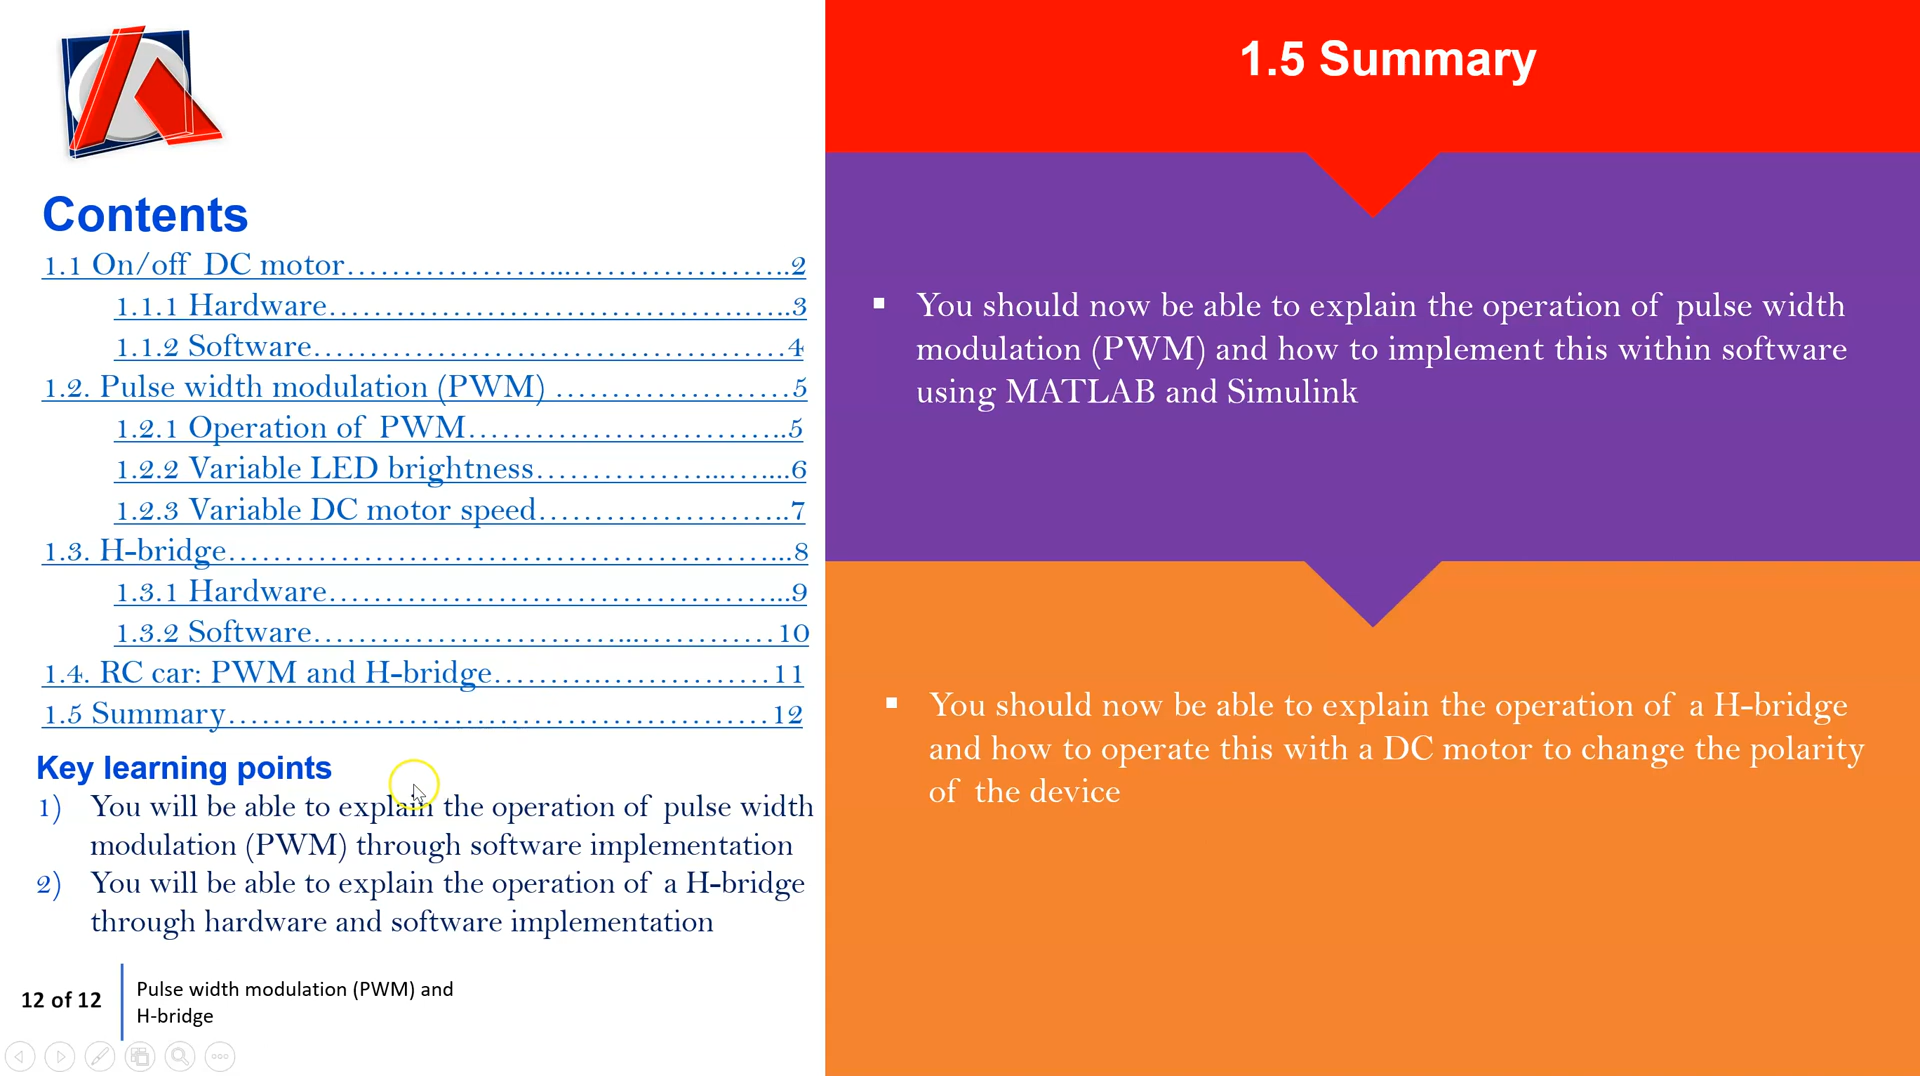 Contents
1.1 On/off DC motor………………...…………………..2
1.1.1 Hardware…………………………………….…..3
1.1.2 Software…………………………………………4
1.2. Pulse width modulation (PWM) ……………………5
1.2.1 Operation of PWM……………………………..5
1.2.2 Variable LED brightness………………..…...6
1.2.3 Variable DC motor speed……………………..7
1.3. H-bridge…………………………………………………...8
1.3.1 Hardware………………………………………...9
1.3.2 Software……………………………...…………10
1.4. RC car: PWM and H-bridge………….………………11
1.5 Summary…………………………………………………12
Key learning points
1) You will be able to explain the operation of pulse width
modulation (PWM) through software implementation
2) You will be able to explain the operation of a H-bridge
through hardware and software implementation
12 of 12
Pulse width modulation (PWM) and
H-bridge
1.5 Summary
▪ You should now be able to explain the operation of pulse width
modulation (PWM) and how to implement this within software
using MATLAB and Simulink
▪ You should now be able to explain the operation of a H-bridge
and how to operate this with a DC motor to change the polarity
of the device